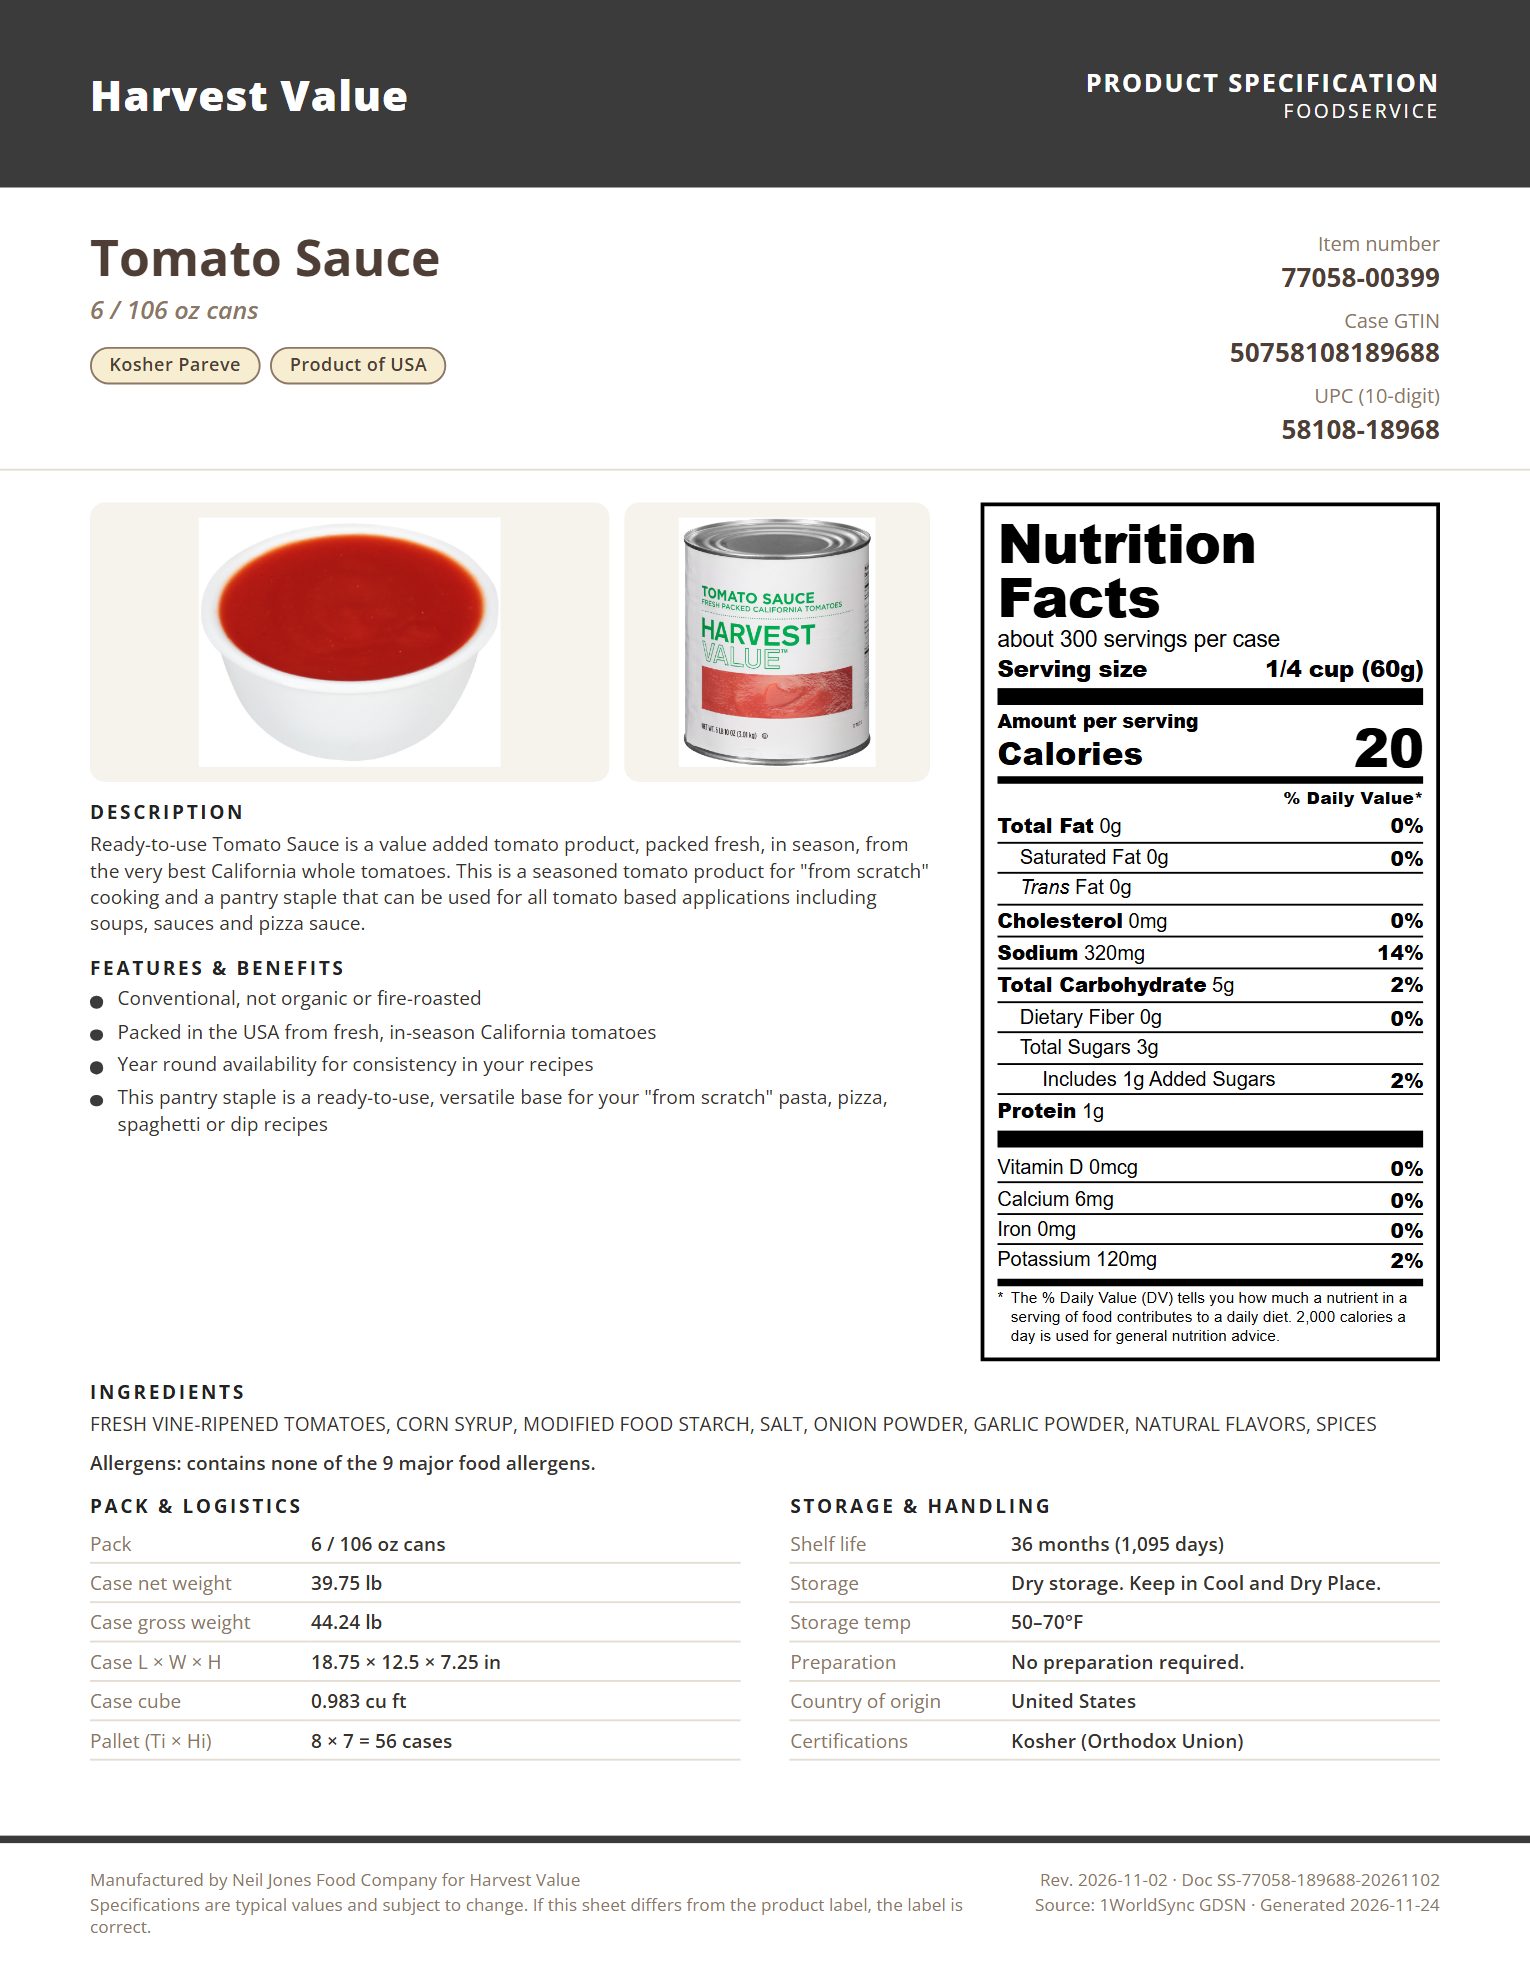 Harvest Value
PRODUCT SPECIFICATION
FOODSERVICE
Tomato Sauce
6 / 106 oz cans
Kosher Pareve
Product of USA
Item number
77058-00399
Case GTIN
50758108189688
UPC (10-digit)
58108-18968
TOMATO SAUCE
FRESH PACKED CALIFORNIA TOMATOES
HARVEST
VALUE™
NET WT. 5 LB 10 OZ (3.01 kg)
DESCRIPTION
Ready-to-use Tomato Sauce is a value added tomato product, packed fresh, in season, from
the very best California whole tomatoes. This is a seasoned tomato product for "from scratch"
cooking and a pantry staple that can be used for all tomato based applications including
soups, sauces and pizza sauce.
FEATURES & BENEFITS
● Conventional, not organic or fire-roasted
● Packed in the USA from fresh, in-season California tomatoes
● Year round availability for consistency in your recipes
● This pantry staple is a ready-to-use, versatile base for your "from scratch" pasta, pizza,
spaghetti or dip recipes
Nutrition
Facts
about 300 servings per case
Serving size 1/4 cup (60g)
Amount per serving
Calories 20
% Daily Value*
Total Fat 0g 0%
Saturated Fat 0g 0%
Trans Fat 0g
Cholesterol 0mg 0%
Sodium 320mg 14%
Total Carbohydrate 5g 2%
Dietary Fiber 0g 0%
Total Sugars 3g
Includes 1g Added Sugars 2%
Protein 1g
Vitamin D 0mcg 0%
Calcium 6mg 0%
Iron 0mg 0%
Potassium 120mg 2%
* The % Daily Value (DV) tells you how much a nutrient in a
serving of food contributes to a daily diet. 2,000 calories a
day is used for general nutrition advice.
INGREDIENTS
FRESH VINE-RIPENED TOMATOES, CORN SYRUP, MODIFIED FOOD STARCH, SALT, ONION POWDER, GARLIC POWDER, NATURAL FLAVORS, SPICES
Allergens: contains none of the 9 major food allergens.
PACK & LOGISTICS
Pack 6 / 106 oz cans
Case net weight 39.75 lb
Case gross weight 44.24 lb
Case L × W × H 18.75 × 12.5 × 7.25 in
Case cube 0.983 cu ft
Pallet (Ti × Hi) 8 × 7 = 56 cases
STORAGE & HANDLING
Shelf life 36 months (1,095 days)
Storage Dry storage. Keep in Cool and Dry Place.
Storage temp 50–70°F
Preparation No preparation required.
Country of origin United States
Certifications Kosher (Orthodox Union)
Manufactured by Neil Jones Food Company for Harvest Value
Specifications are typical values and subject to change. If this sheet differs from the product label, the label is
correct.
Rev. 2026-11-02 · Doc SS-77058-189688-20261102
Source: 1WorldSync GDSN · Generated 2026-11-24